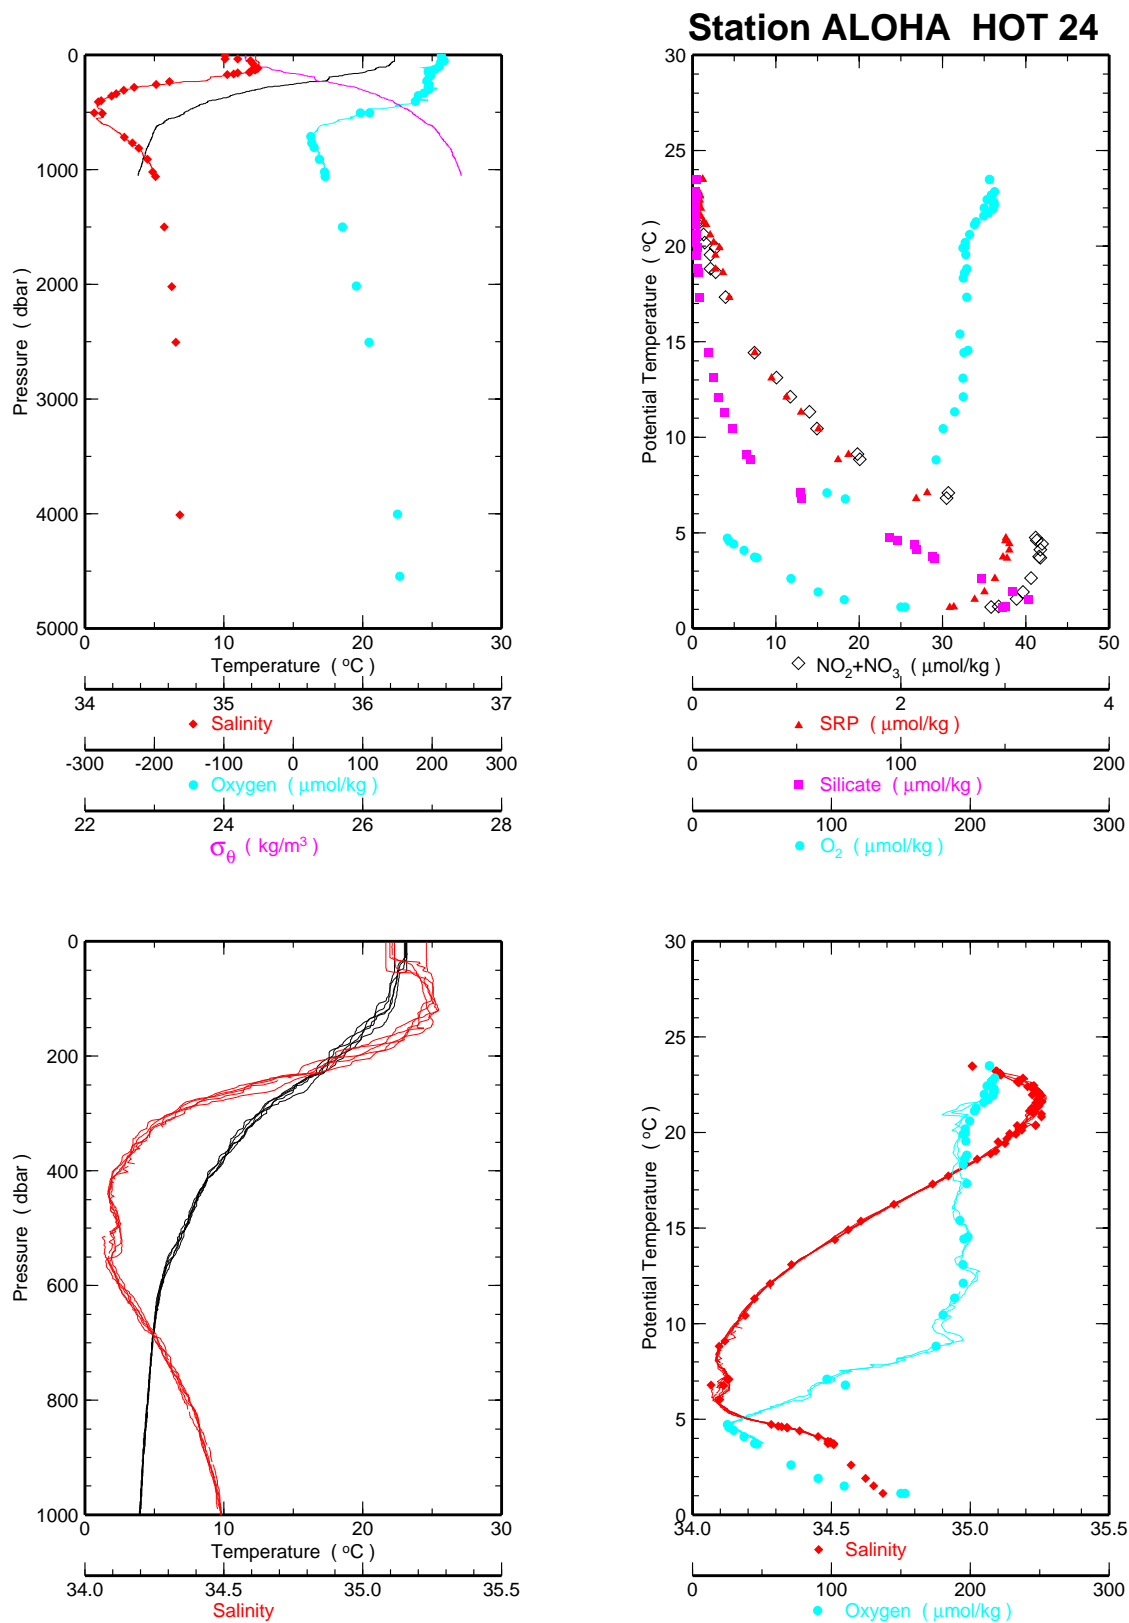 Station ALOHA  HOT 24
0
1000
2000
3000
4000
5000
Pressure ( dbar)
0 10 20 30
Temperature ( °C)
34 35 36 37
Salinity
-300 -200 -100 0 100 200 300
Oxygen ( μmol/kg )
22 24 26 28
σθ ( kg/m³ )
30
25
20
15
10
5
0
Potential Temperature ( °C)
0 10 20 30 40 50
NO₂+NO₃ ( μmol/kg)
0 2 4
SRP ( μmol/kg )
0 100 200
Silicate ( μmol/kg )
0 100 200 300
O₂ ( μmol/kg )
0
200
400
600
800
1000
Pressure ( dbar)
0 10 20 30
Temperature ( °C)
34.0 34.5 35.0 35.5
Salinity
30
25
20
15
10
5
0
Potential Temperature ( °C)
34.0 34.5 35.0 35.5
Salinity
0 100 200 300
Oxygen ( μmol/kg )